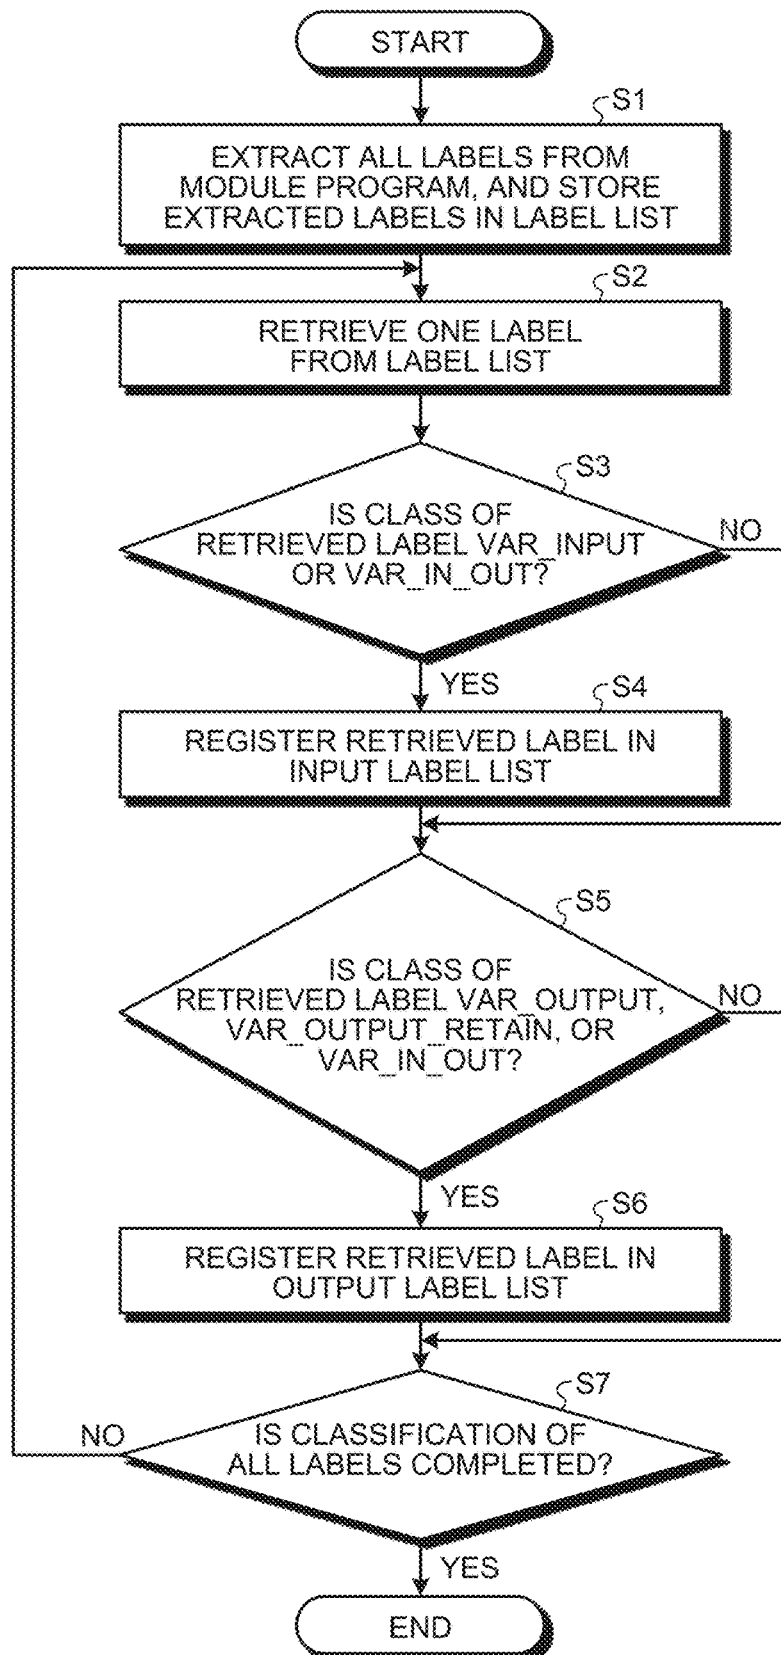 START
S1
EXTRACT ALL LABELS FROM
MODULE PROGRAM, AND STORE
EXTRACTED LABELS IN LABEL LIST
S2
RETRIEVE ONE LABEL
FROM LABEL LIST
S3
IS CLASS OF
RETRIEVED LABEL VAR_INPUT
OR VAR_IN_OUT?
NO
YES
S4
REGISTER RETRIEVED LABEL IN
INPUT LABEL LIST
S5
IS CLASS OF
RETRIEVED LABEL VAR_OUTPUT,
VAR_OUTPUT_RETAIN, OR
VAR_IN_OUT?
NO
YES
S6
REGISTER RETRIEVED LABEL IN
OUTPUT LABEL LIST
S7
NO
IS CLASSIFICATION OF
ALL LABELS COMPLETED?
YES
END